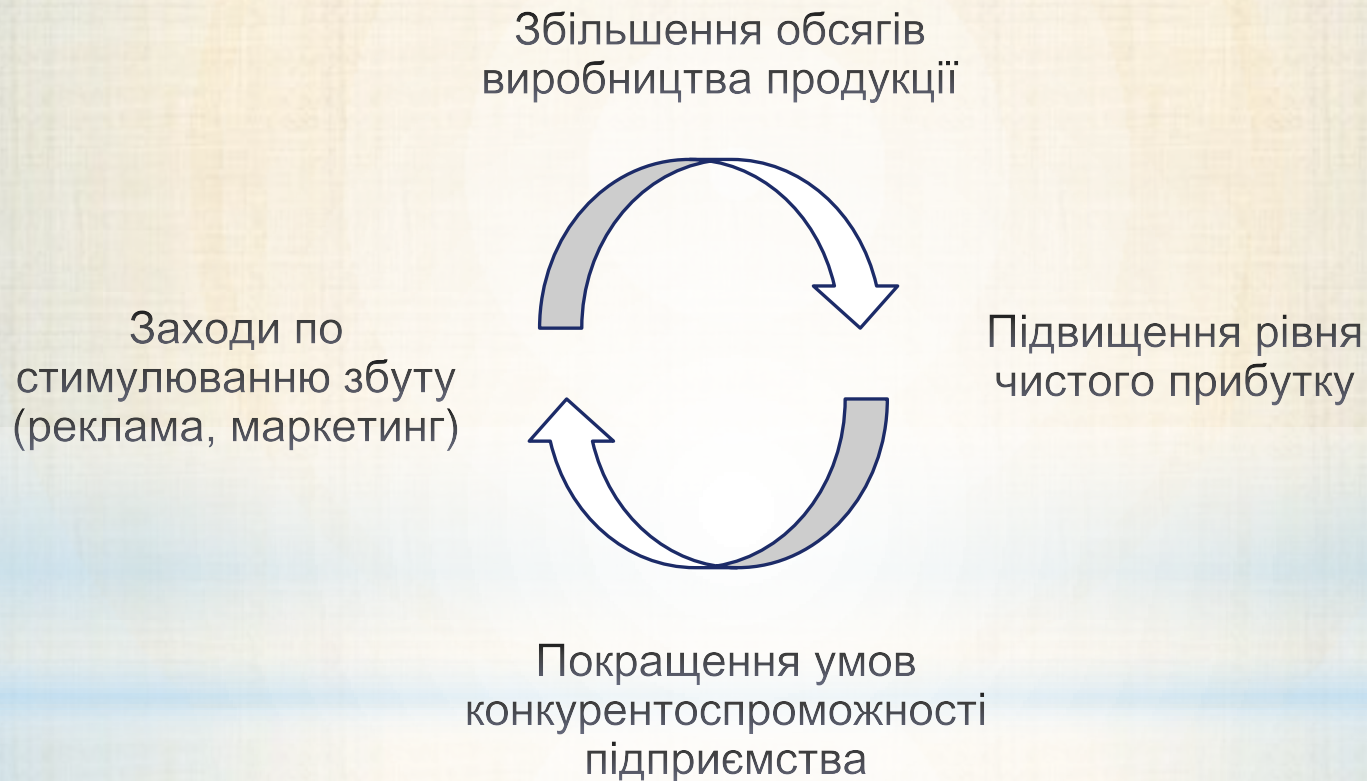 Збільшення обсягів
виробництва продукції
Заходи по
стимулюванню збуту
(реклама, маркетинг)
Підвищення рівня
чистого прибутку
Покращення умов
конкурентоспроможності
підприємства